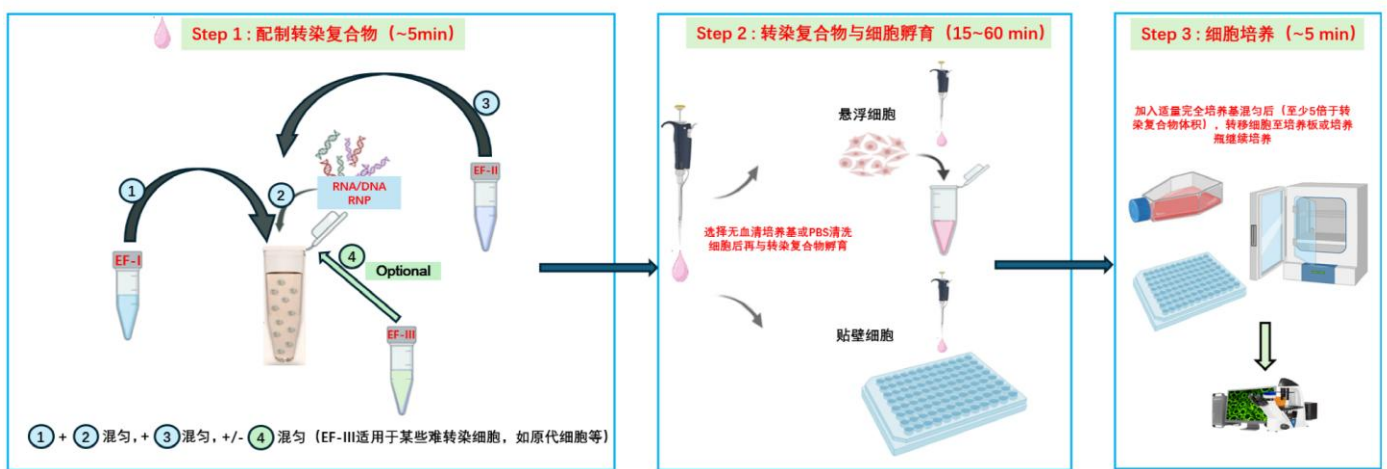 Step 1 : 配制转染复合物（~5min）
3
1
2
RNA/DNA
RNP
EF-II
EF-I
4
Optional
EF-III
1 + 2 混匀, + 3 混匀, +/- 4 混匀（EF-III适用于某些难转染细胞，如原代细胞等）
Step 2 : 转染复合物与细胞孵育（15~60 min）
悬浮细胞
选择无血清培养基或PBS清洗
细胞后再与转染复合物孵育
贴壁细胞
Step 3 : 细胞培养（~5 min）
加入适量完全培养基混匀后（至少5倍于转
染复合物体积），转移细胞至培养板或培养
瓶继续培养